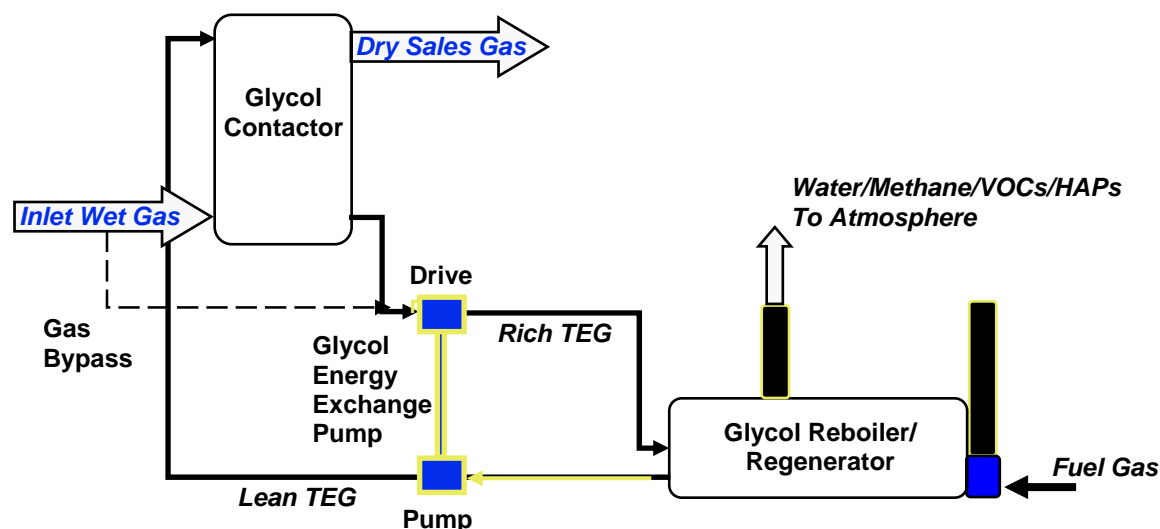 Dry Sales Gas
Glycol
Contactor
Inlet Wet Gas
Water/Methane/VOCs/HAPs
To Atmosphere
Drive
Gas
Bypass
Glycol
Energy
Exchange
Pump
Rich TEG
Glycol Reboiler/
Regenerator
Fuel Gas
Lean TEG
Pump